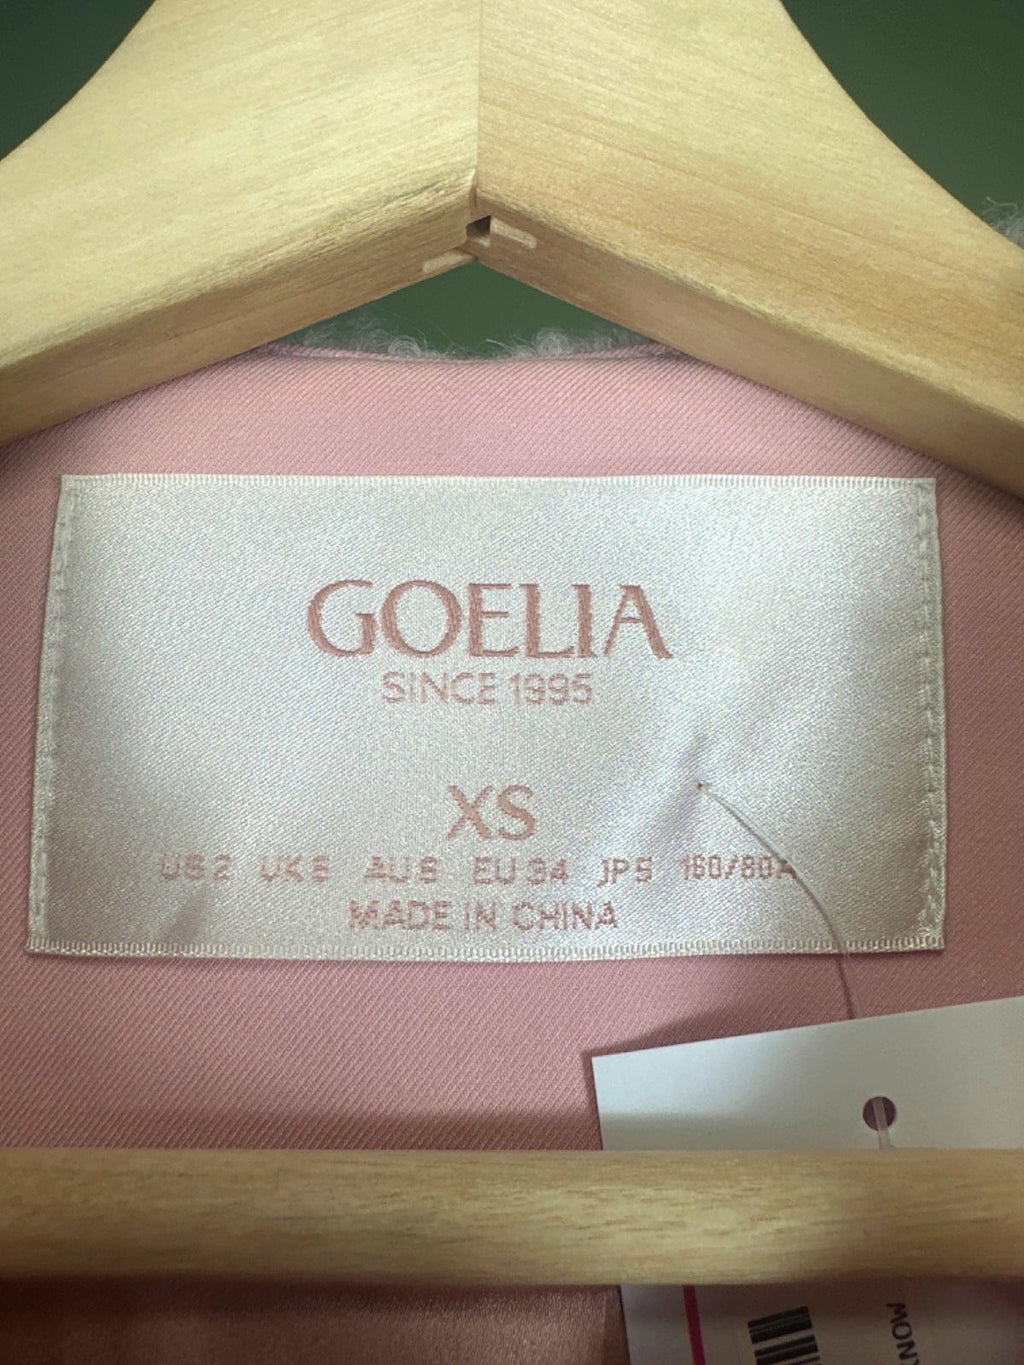 GOELIA
SINCE 1995
XS
US 2 UK 6 AU 6 EU 34 JP 5 160/80A
MADE IN CHINA